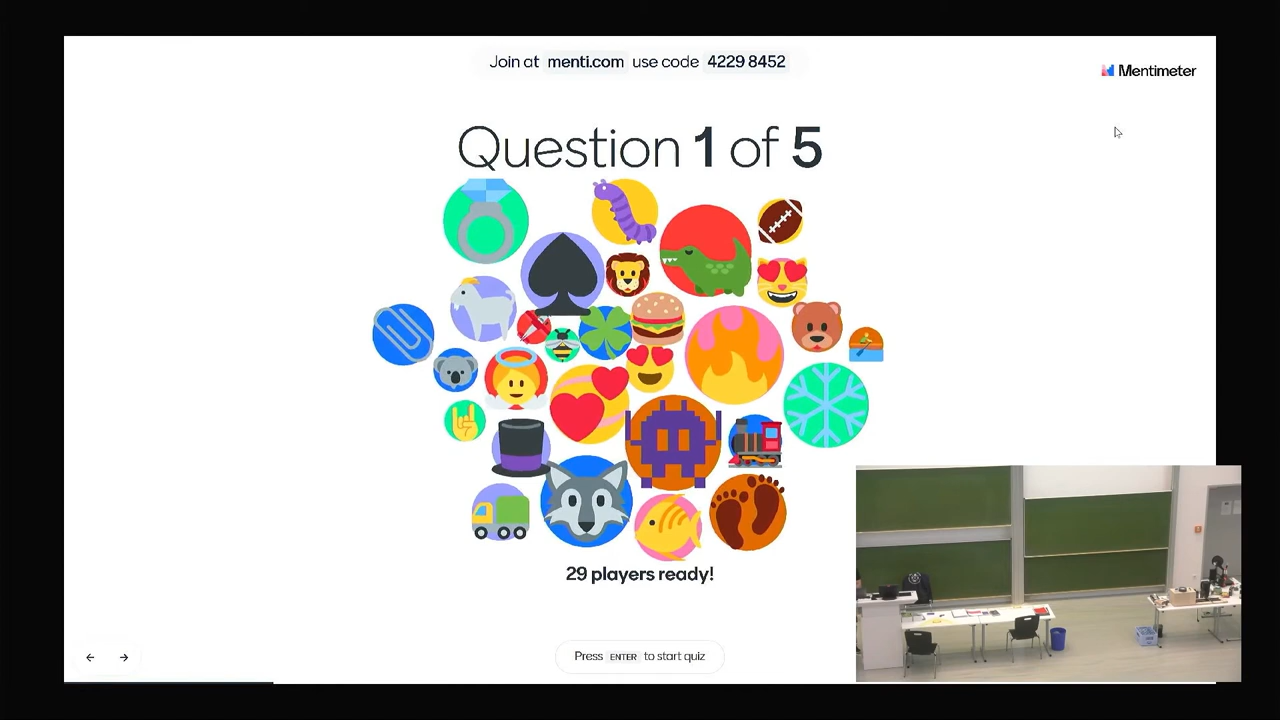 Join at menti.com use code 4229 8452
Mentimeter
Question 1 of 5
29 players ready!
Press ENTER to start quiz